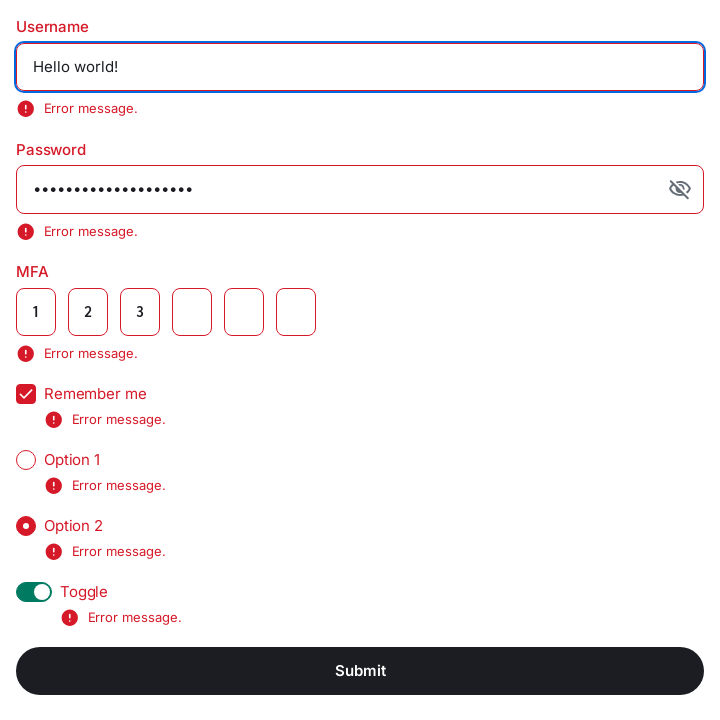 Username
Hello world!
Error message.
Password
••••••••••••••••••••
Error message.
MFA
1 2 3
Error message.
Remember me
Error message.
Option 1
Error message.
Option 2
Error message.
Toggle
Error message.
Submit